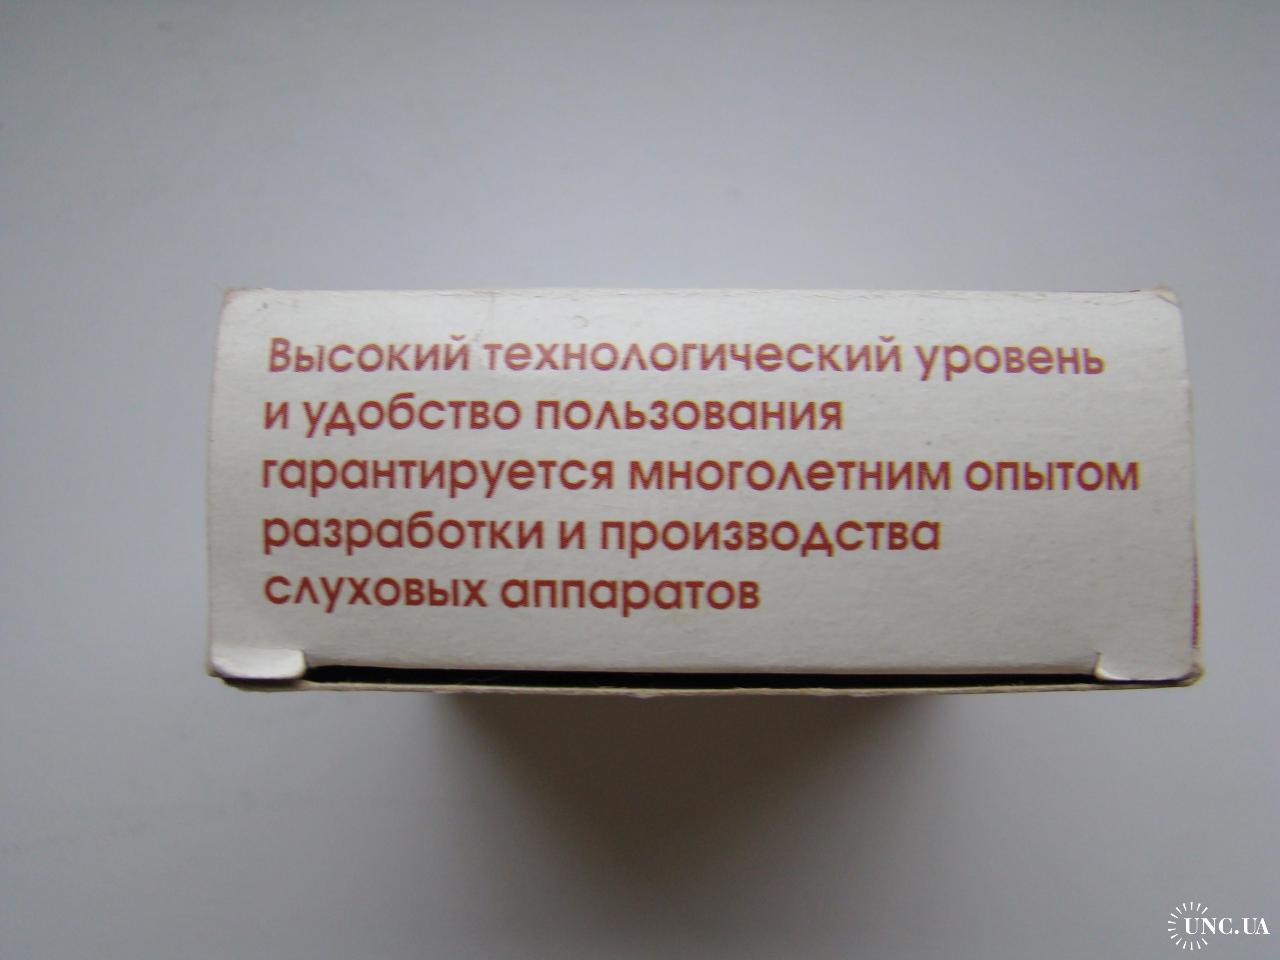 Высокий технологический уровень
и удобство пользования
гарантируется многолетним опытом
разработки и производства
слуховых аппаратов
UNC.UA